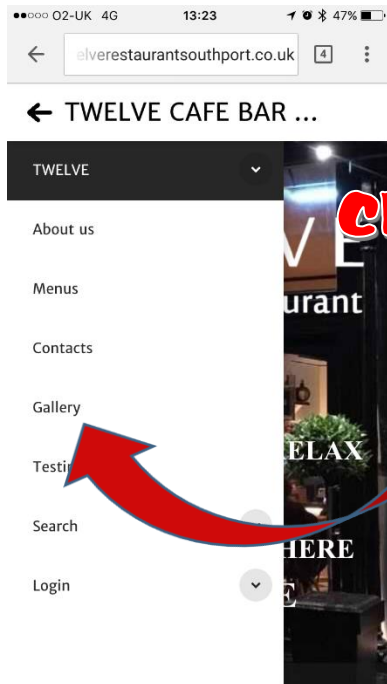 O2-UK 4G 13:23 47%
elverestaurantsouthport.co.uk 4
TWELVE CAFE BAR ...
TWELVE
About us
VE
Menus
urant
Contacts
Gallery
ELAX
Search
HERE
Login
E